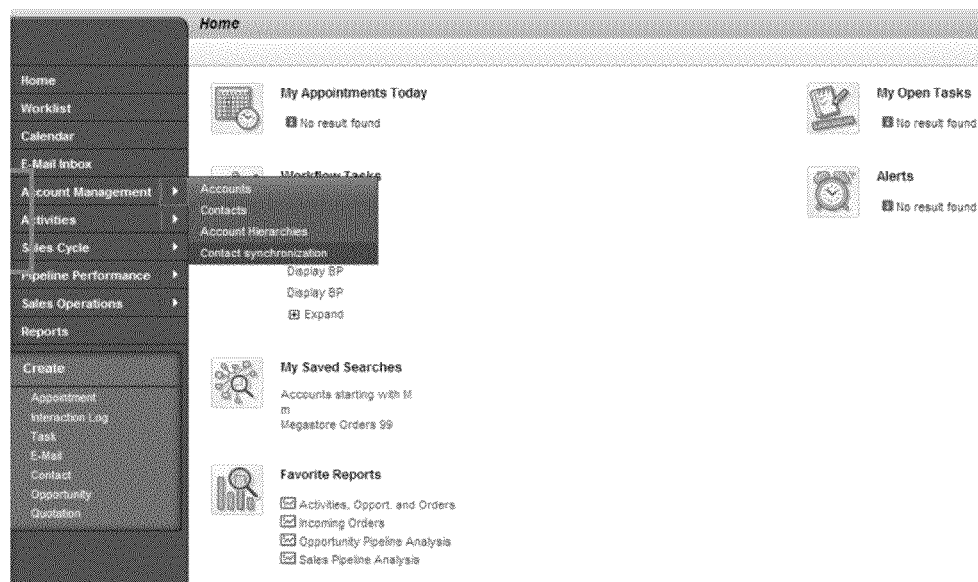 Home
Home
Worklist
Calendar
E-Mail Inbox
Account Management
Activities
Sales Cycle
Pipeline Performance
Sales Operations
Reports
Create
Appointment
Interaction Log
Task
E-Mail
Contact
Opportunity
Quotation
Accounts
Contacts
Account Hierarchies
Contact synchronization
My Appointments Today
No result found
Workflow Tasks
Display BP
Display BP
Expand
My Saved Searches
Accounts starting with M
m
Megastore Orders 99
Favorite Reports
Activities, Opport. and Orders
Incoming Orders
Opportunity Pipeline Analysis
Sales Pipeline Analysis
My Open Tasks
No result found
Alerts
No result found